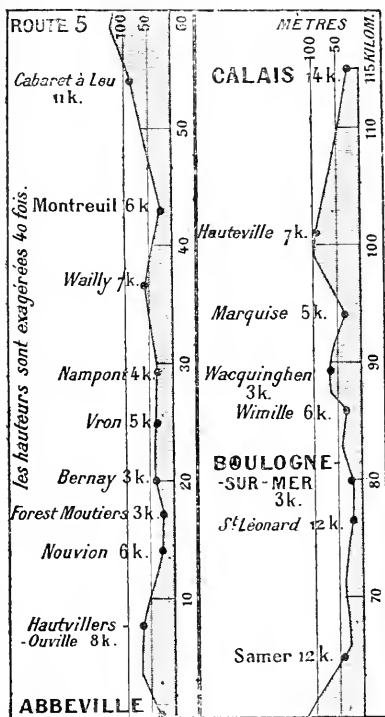 ROUTE 5
100
50
Cabaret à Leu
11 k.
50
Montreuil 6 k.
40
Wailly 7 k.
les hauteurs sont exagérées 40 fois.
30
Nampont 4 k.
Vron 5 k.
Bernay 3 k.
20
Forest Moutiers 3 k.
Nouvion 6 k.
10
Hautvillers
-Ouville 8 k.
ABBEVILLE
MÈTRES
100
50
KILOM.
115
CALAIS 14 k.
110
Hauteville 7 k.
100
Marquise 5 k.
90
Wacquinghen
3 k.
Wimille 6 k.
BOULOGNE-
-SUR-MER
3 k.
80
St Léonard 12 k.
70
Samer 12 k.